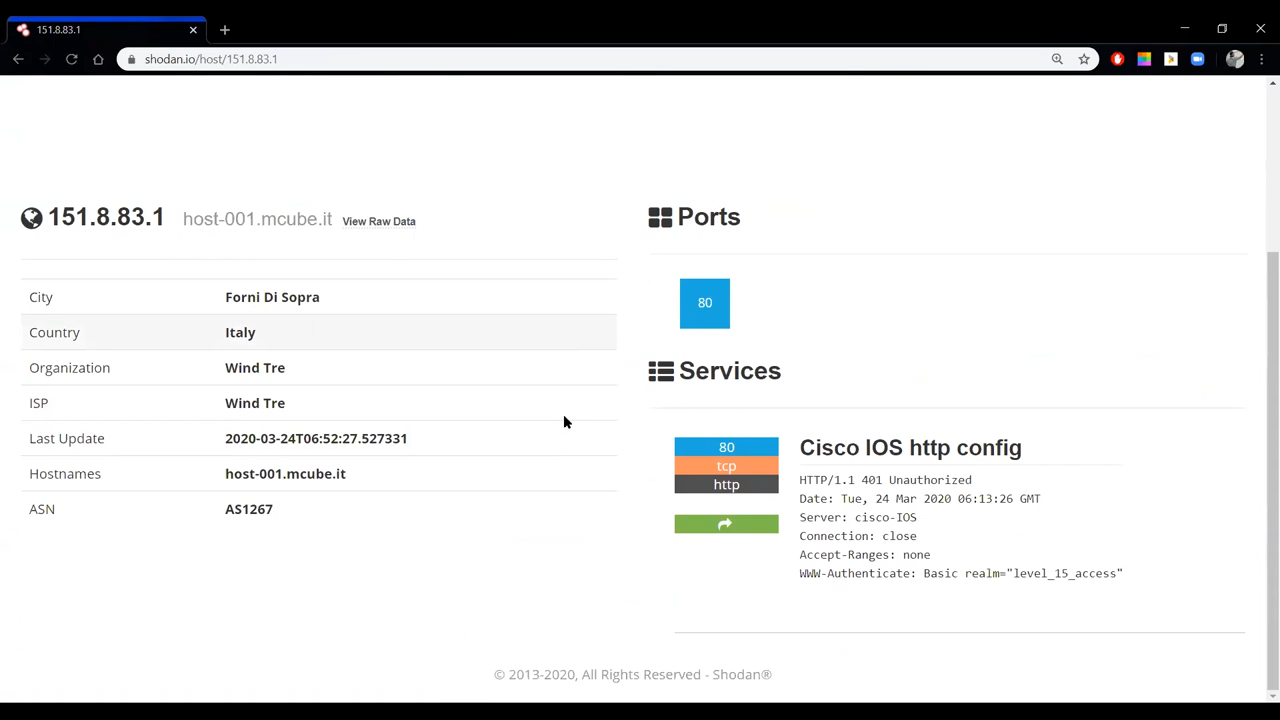 151.8.83.1
shodan.io/host/151.8.83.1
151.8.83.1 host-001.mcube.it View Raw Data
City Forni Di Sopra
Country Italy
Organization Wind Tre
ISP Wind Tre
Last Update 2020-03-24T06:52:27.527331
Hostnames host-001.mcube.it
ASN AS1267
Ports
80
Services
80
tcp
http
Cisco IOS http config
HTTP/1.1 401 Unauthorized
Date: Tue, 24 Mar 2020 06:13:26 GMT
Server: cisco-IOS
Connection: close
Accept-Ranges: none
WWW-Authenticate: Basic realm="level_15_access"
© 2013-2020, All Rights Reserved - Shodan®